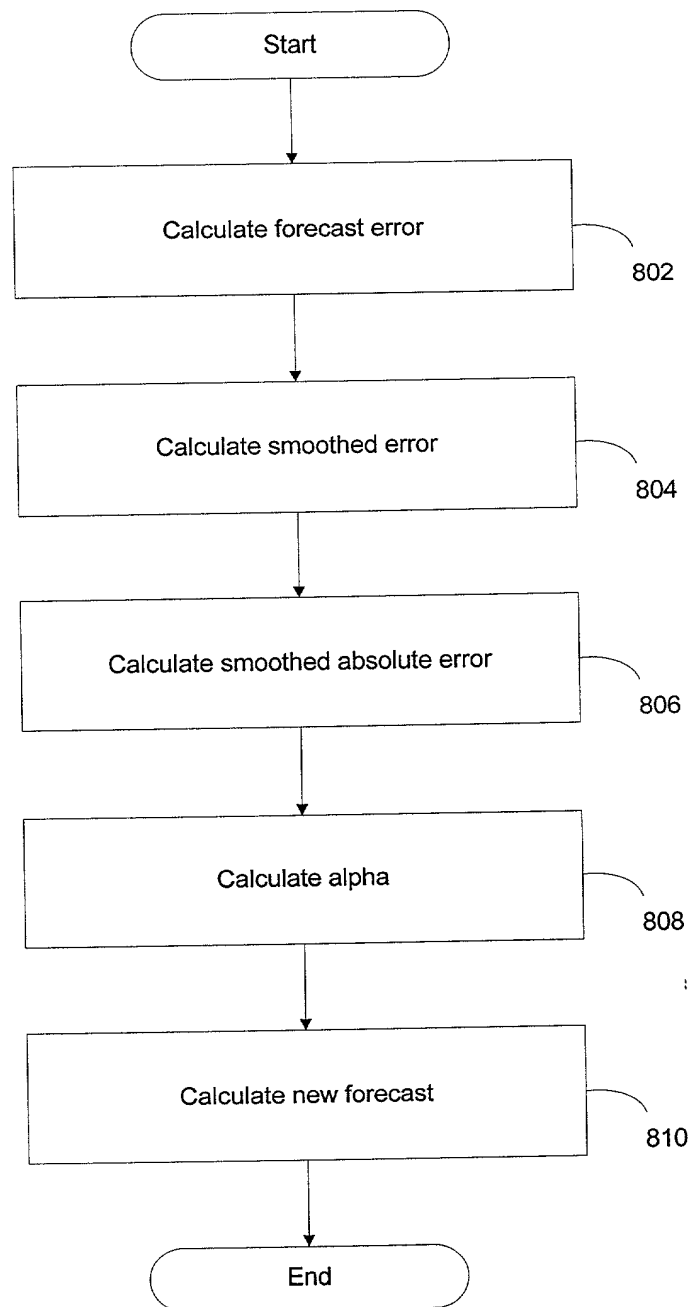 Start
Calculate forecast error
802
Calculate smoothed error
804
Calculate smoothed absolute error
806
Calculate alpha
808
Calculate new forecast
810
End